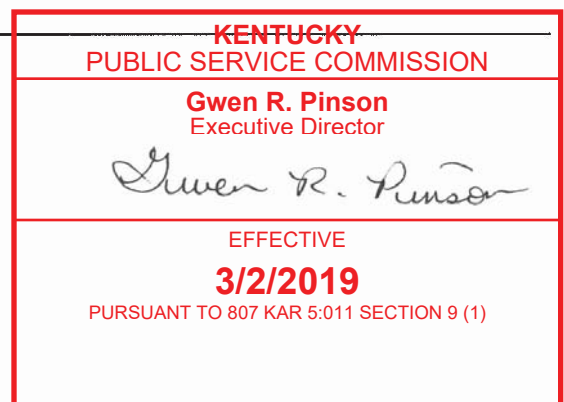 KENTUCKY
PUBLIC SERVICE COMMISSION
Gwen R. Pinson
Executive Director
Gwen R. Pinson
EFFECTIVE
3/2/2019
PURSUANT TO 807 KAR 5:011 SECTION 9 (1)